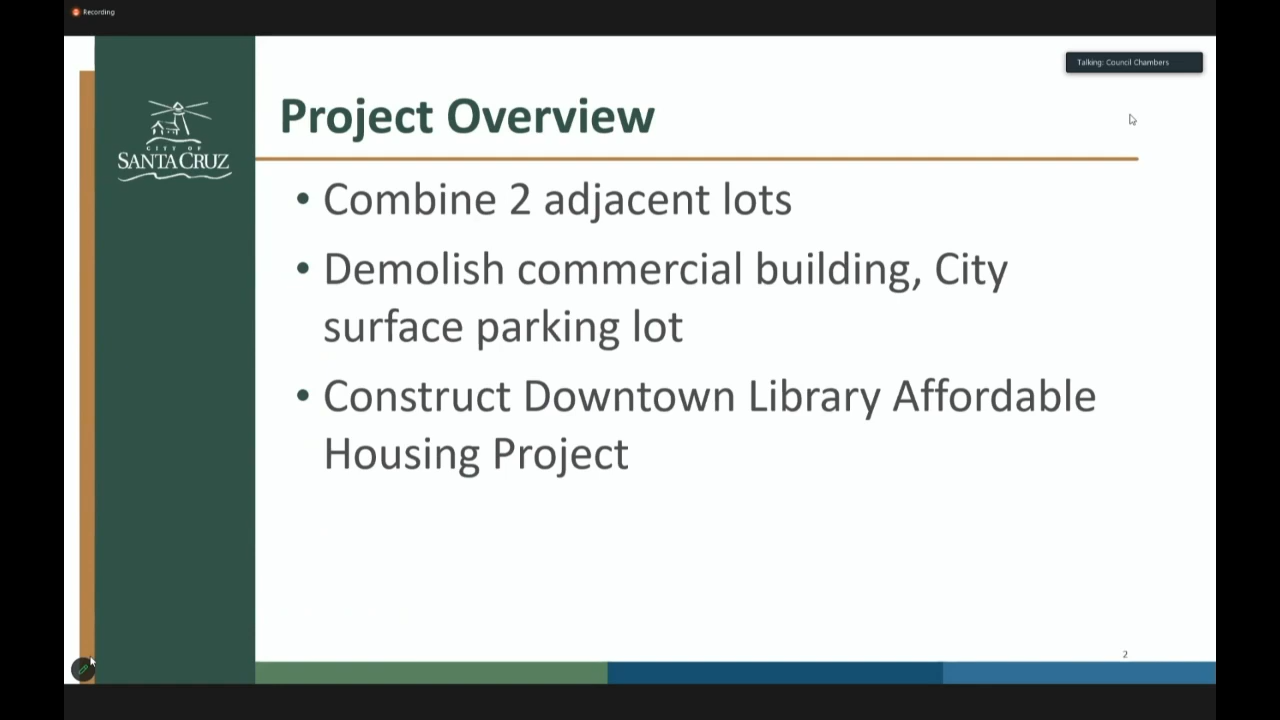 Recording
Talking: Council Chambers
CITY OF
SANTA CRUZ
Project Overview
• Combine 2 adjacent lots
• Demolish commercial building, City
surface parking lot
• Construct Downtown Library Affordable
Housing Project
2